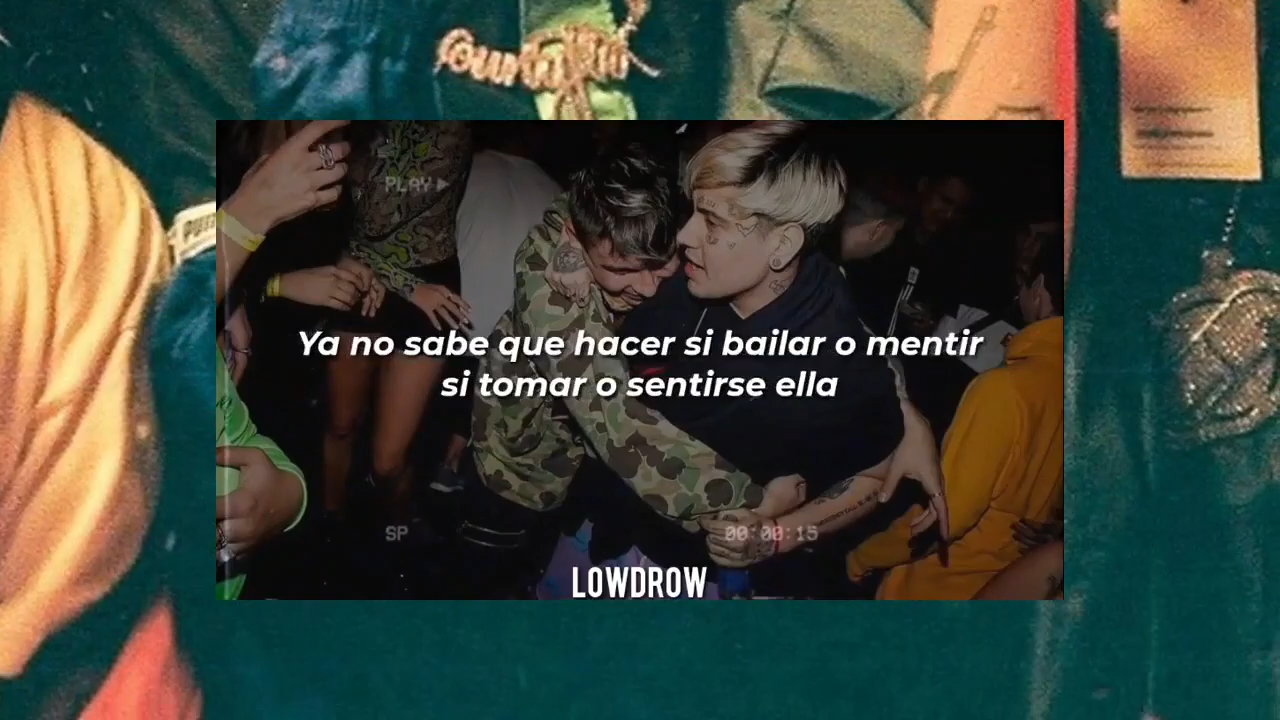 PLAY
Ya no sabe que hacer si bailar o mentir
si tomar o sentirse ella
SP
00:00:15
LOWDROW